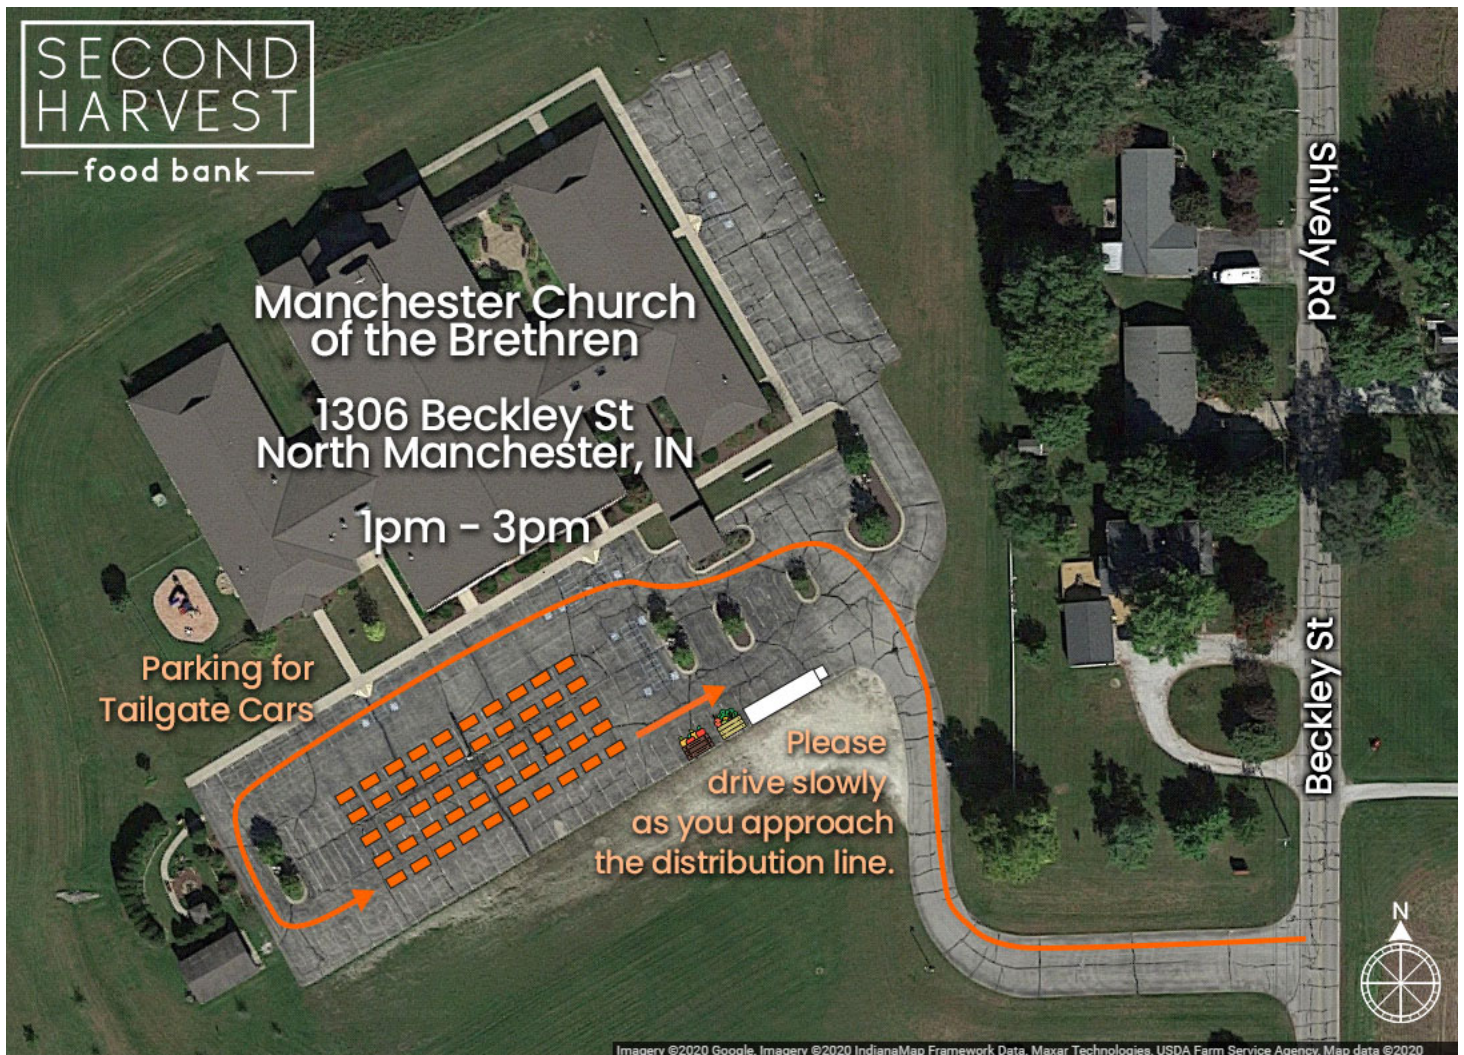 SECOND
HARVEST
food bank
Manchester Church
of the Brethren
1306 Beckley St
North Manchester, IN
1pm - 3pm
Parking for
Tailgate Cars
Please
drive slowly
as you approach
the distribution line.
Shively Rd
Beckley St
N
Imagery ©2020 Google, Imagery ©2020 IndianaMap Framework Data, Maxar Technologies, USDA Farm Service Agency, Map data ©2020